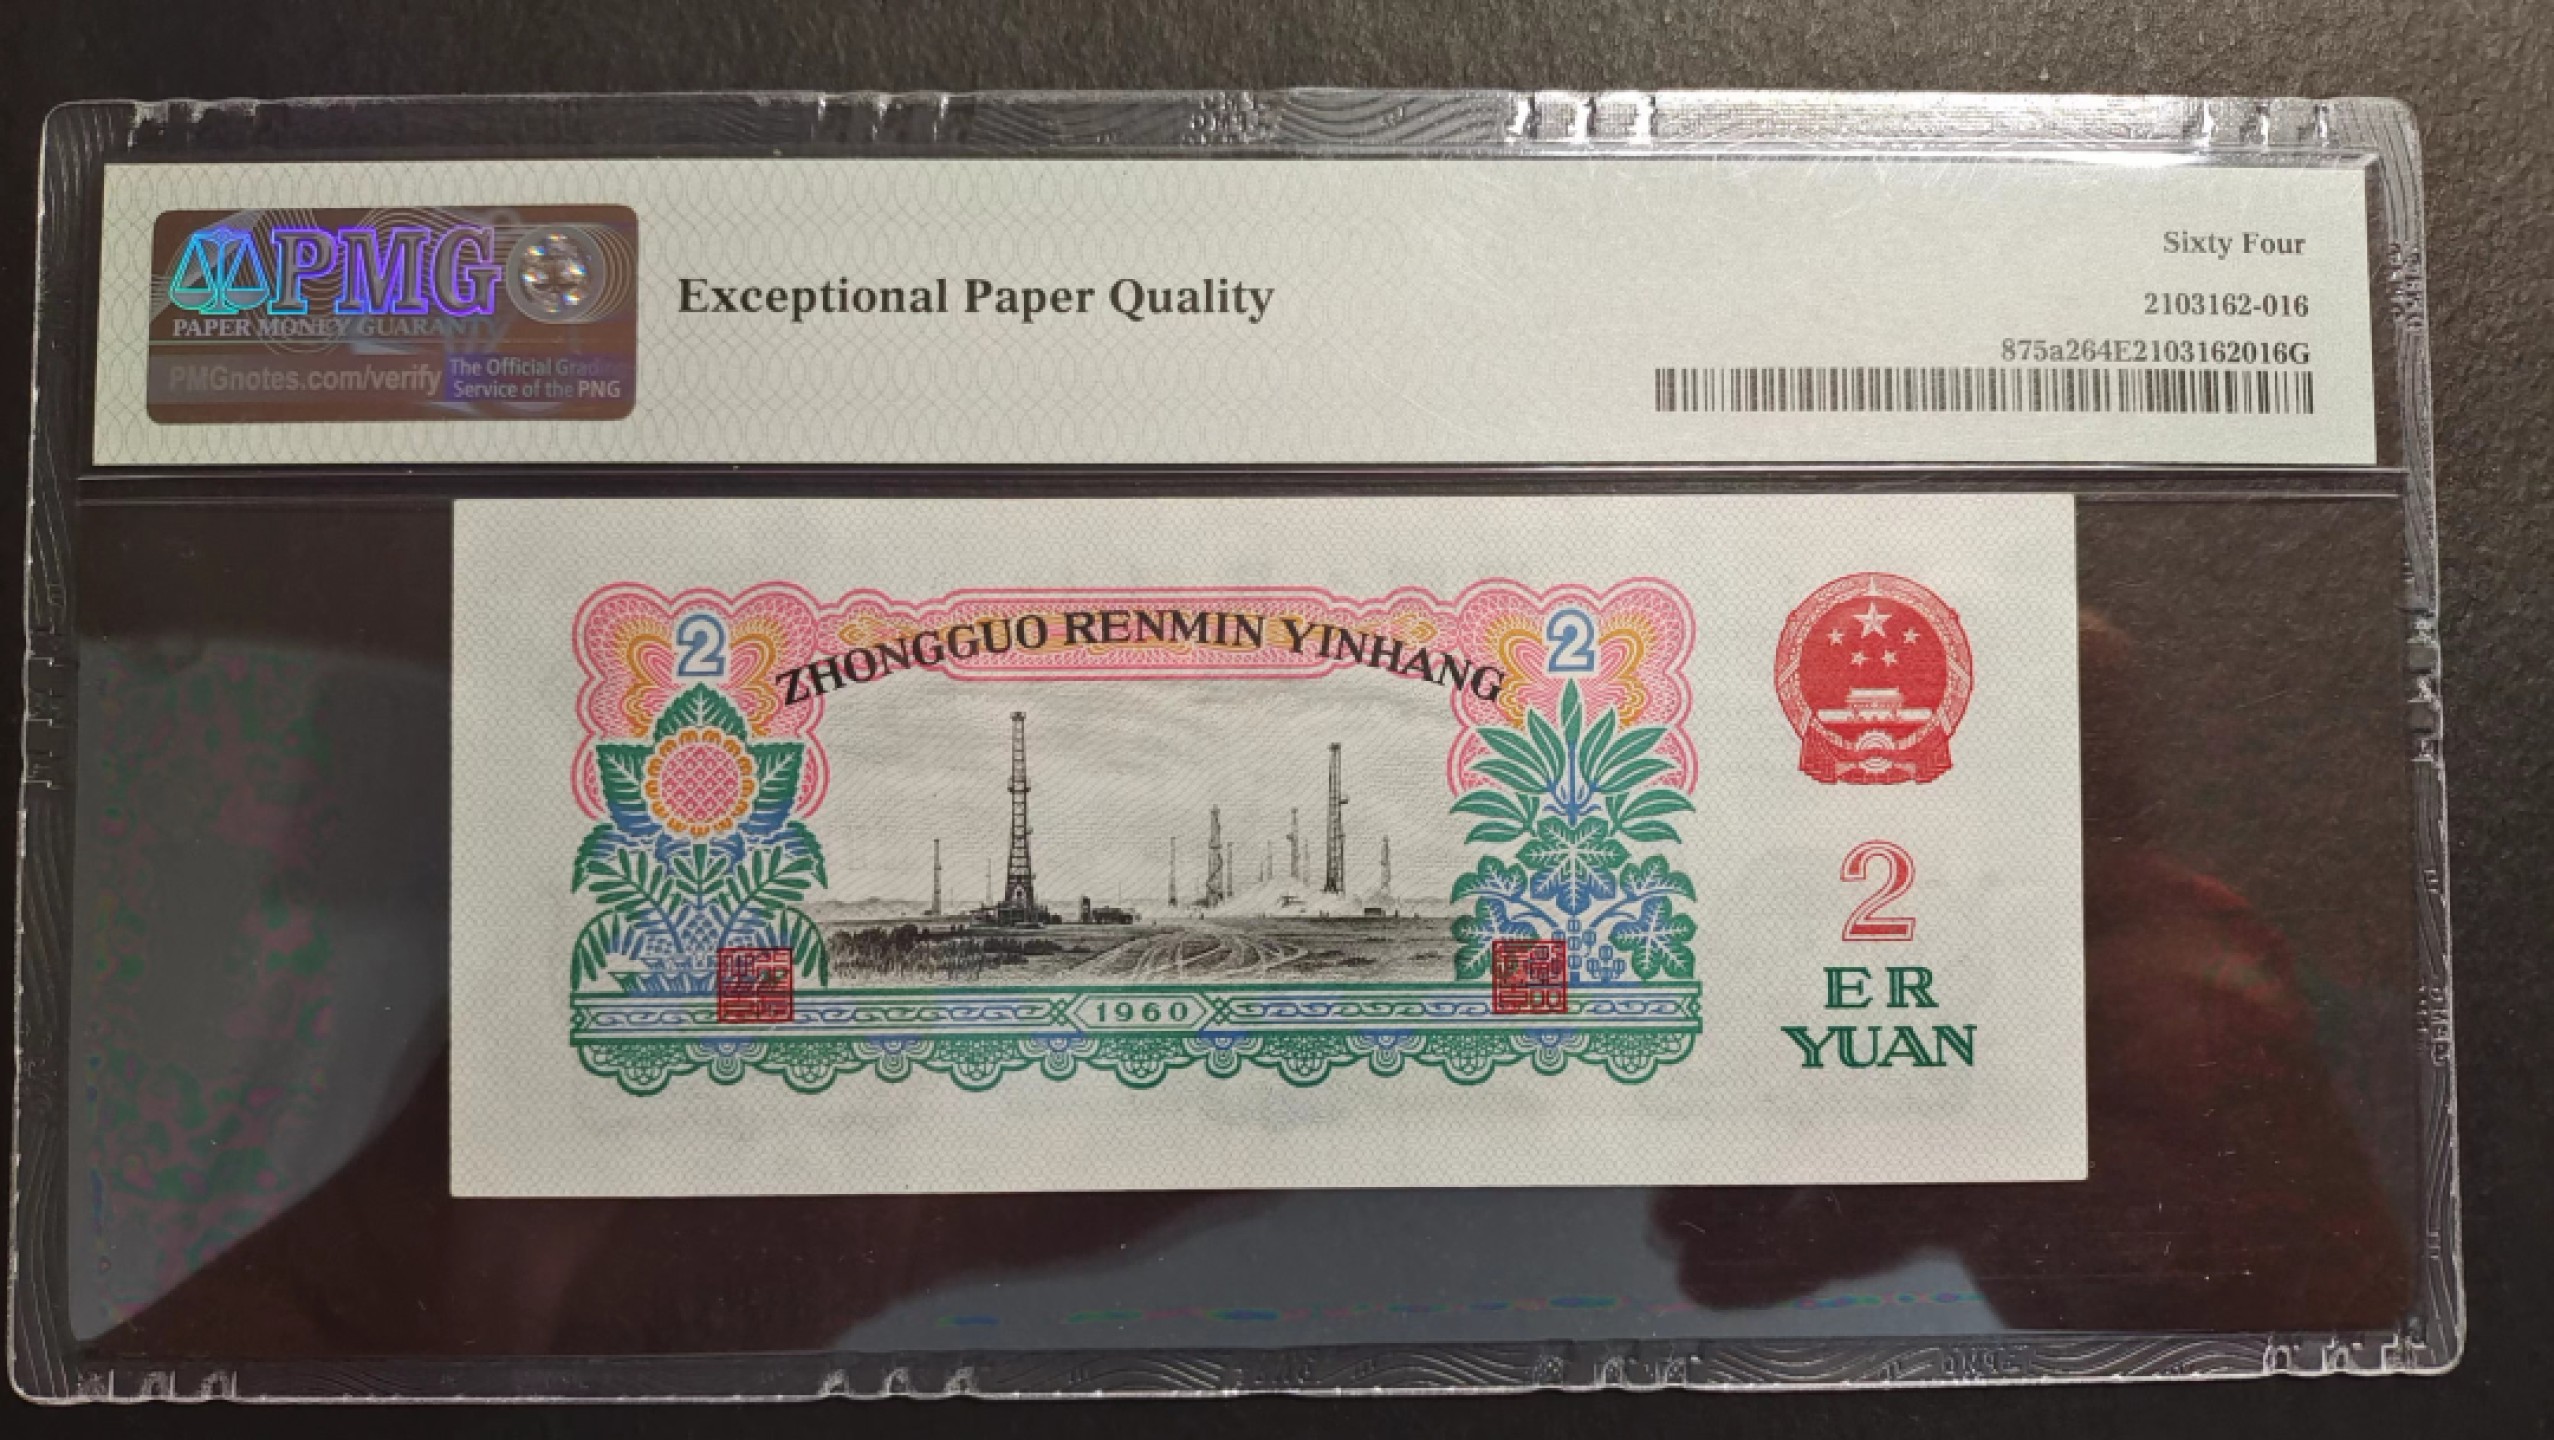 PMG
PAPER MONEY GUARANTY
PMGnotes.com/verify
The Official Grading
Service of the PNG
Exceptional Paper Quality
Sixty Four
2103162-016
875a264E2103162016G
2
ZHONGGUO RENMIN YINHANG
2
1960
2
ER
YUAN